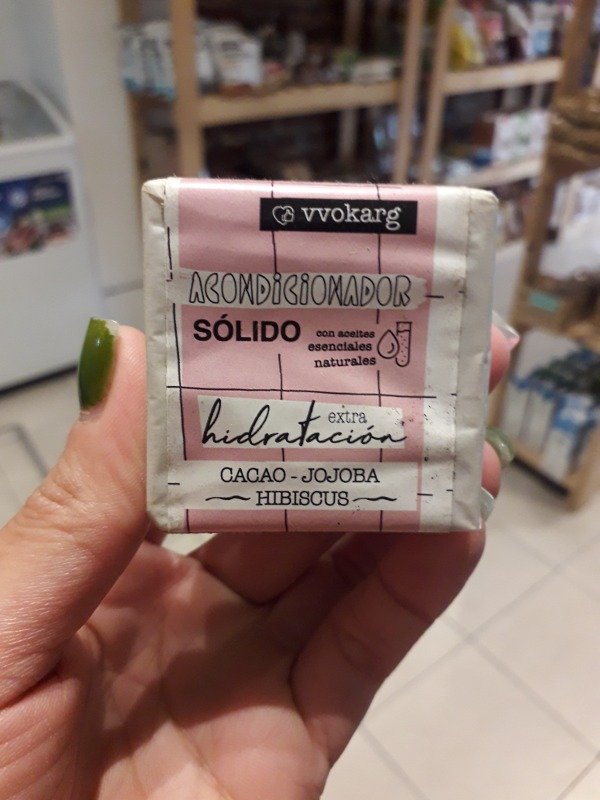 vvokarg
ACONDICIONADOR
SÓLIDO
con aceites
esenciales
naturales
extra
hidratación
CACAO - JOJOBA
HIBISCUS